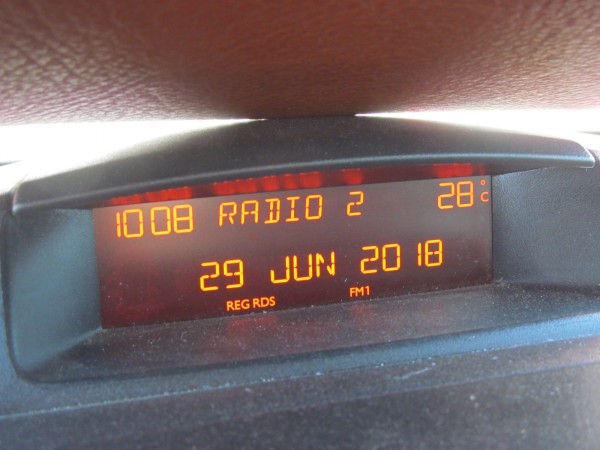 1008 RADIO 2 28°C
29 JUN 2018
REG RDS FM1